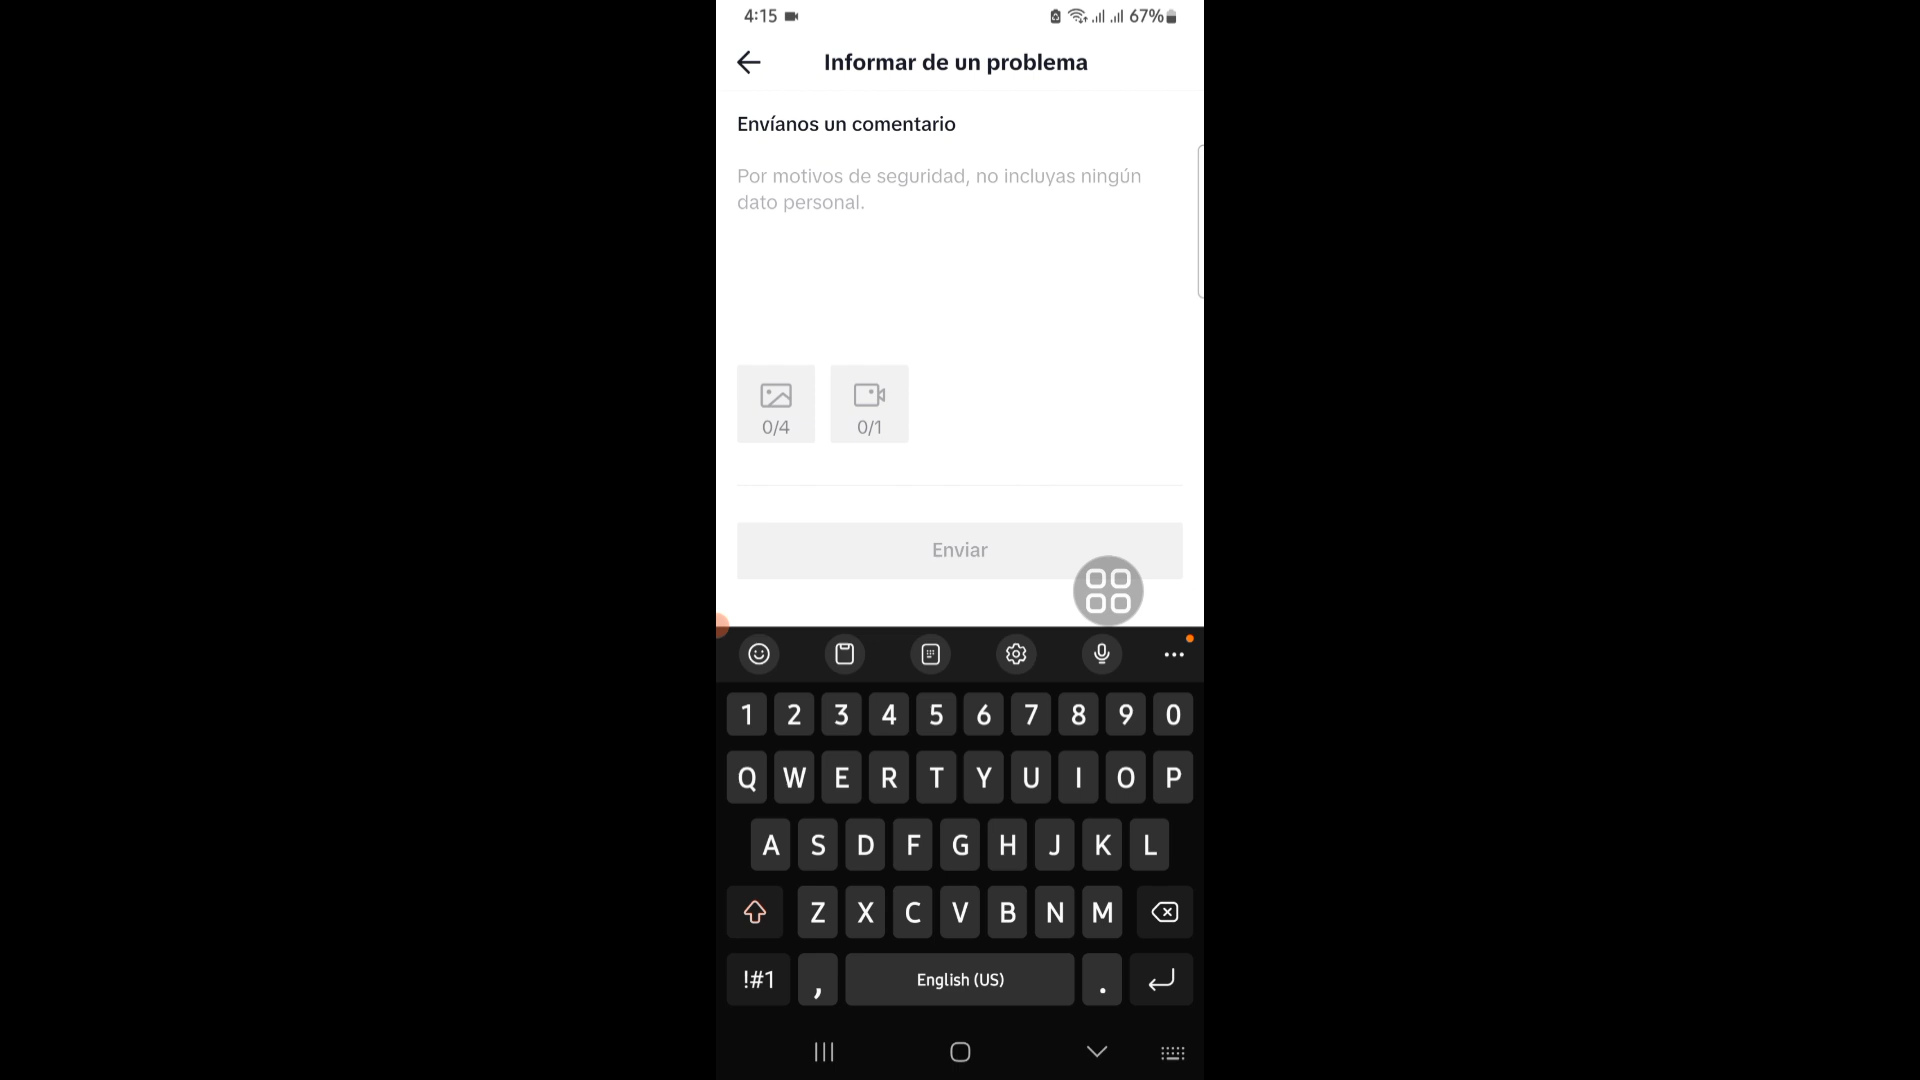 4:15 67%
Informar de un problema
Envíanos un comentario
Por motivos de seguridad, no incluyas ningún
dato personal.
0/4 0/1
Enviar
1 2 3 4 5 6 7 8 9 0
Q W E R T Y U I O P
A S D F G H J K L
Z X C V B N M
!#1 , English (US) .